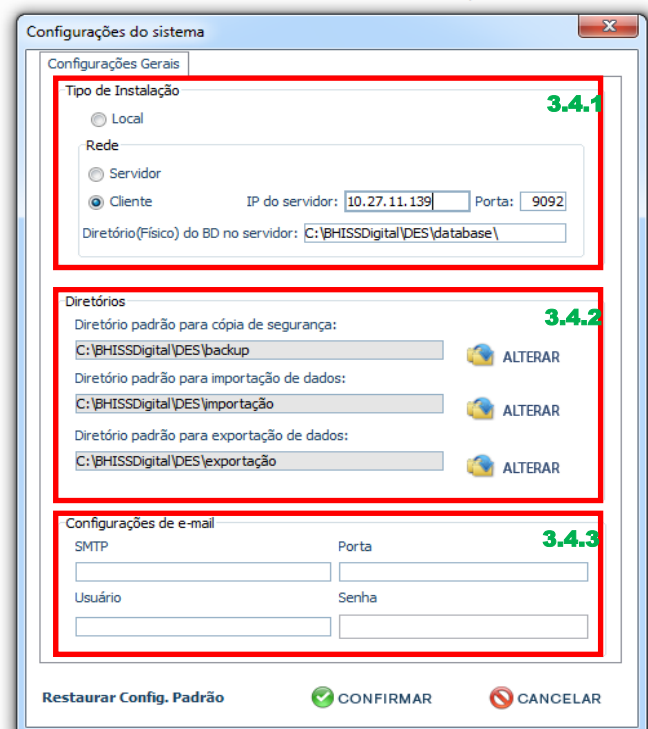 Configurações do sistema
Configurações Gerais
Tipo de Instalação
3.4.1
Local
Rede
Servidor
Cliente IP do servidor: 10.27.11.139 Porta: 9092
Diretório(Físico) do BD no servidor: C:\BHISSDigital\DES\database\
Diretórios
3.4.2
Diretório padrão para cópia de segurança:
C:\BHISSDigital\DES\backup ALTERAR
Diretório padrão para importação de dados:
C:\BHISSDigital\DES\importação ALTERAR
Diretório padrão para exportação de dados:
C:\BHISSDigital\DES\exportação ALTERAR
Configurações de e-mail
3.4.3
SMTP Porta
Usuário Senha
Restaurar Config. Padrão CONFIRMAR CANCELAR